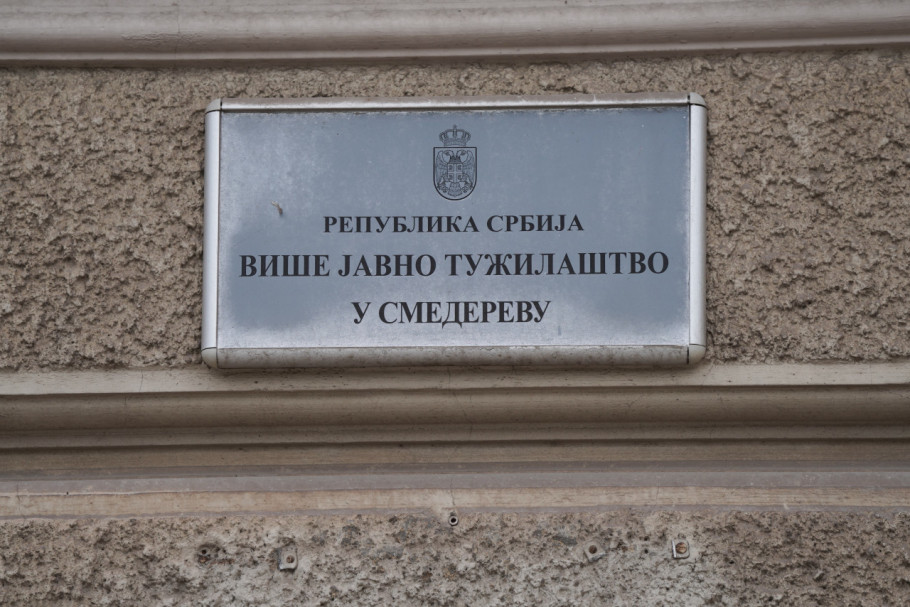 РЕПУБЛИКА СРБИЈА
ВИШЕ ЈАВНО ТУЖИЛАШТВО
У СМЕДЕРЕВУ